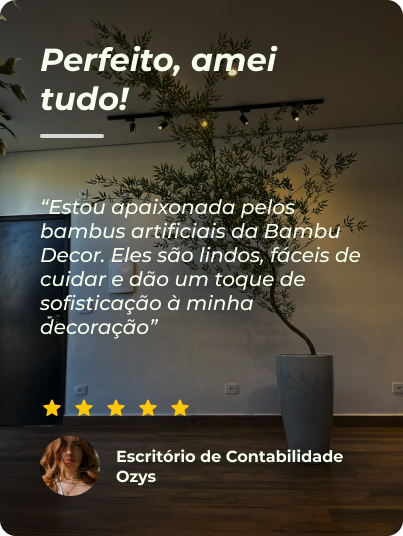 Perfeito, amei
tudo!
“Estou apaixonada pelos
bambus artificiais da Bambu
Decor. Eles são lindos, fáceis de
cuidar e dão um toque de
sofisticação à minha
decoração”
Escritório de Contabilidade
Ozys